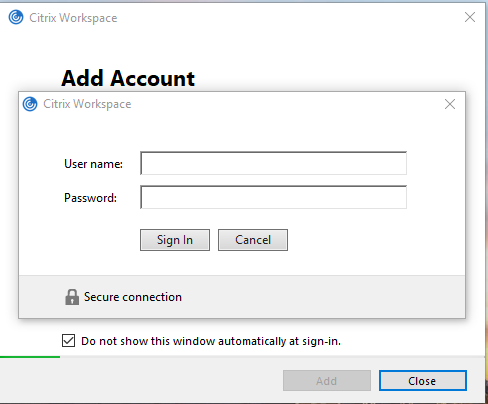 Citrix Workspace
Add Account
Citrix Workspace
User name:
Password:
Sign In Cancel
Secure connection
Do not show this window automatically at sign-in.
Add Close